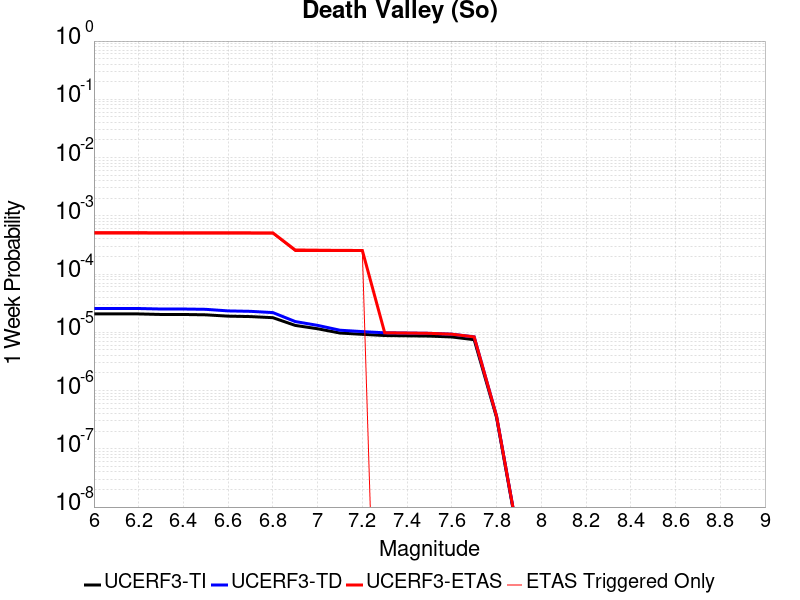 Death Valley (So)
10 0
10 -1
10 -2
10 -3
10 -4
10 -5
10 -6
10 -7
10 -8
1 Week Probability
6 6.2 6.4 6.6 6.8 7 7.2 7.4 7.6 7.8 8 8.2 8.4 8.6 8.8 9
Magnitude
UCERF3-TI UCERF3-TD UCERF3-ETAS ETAS Triggered Only